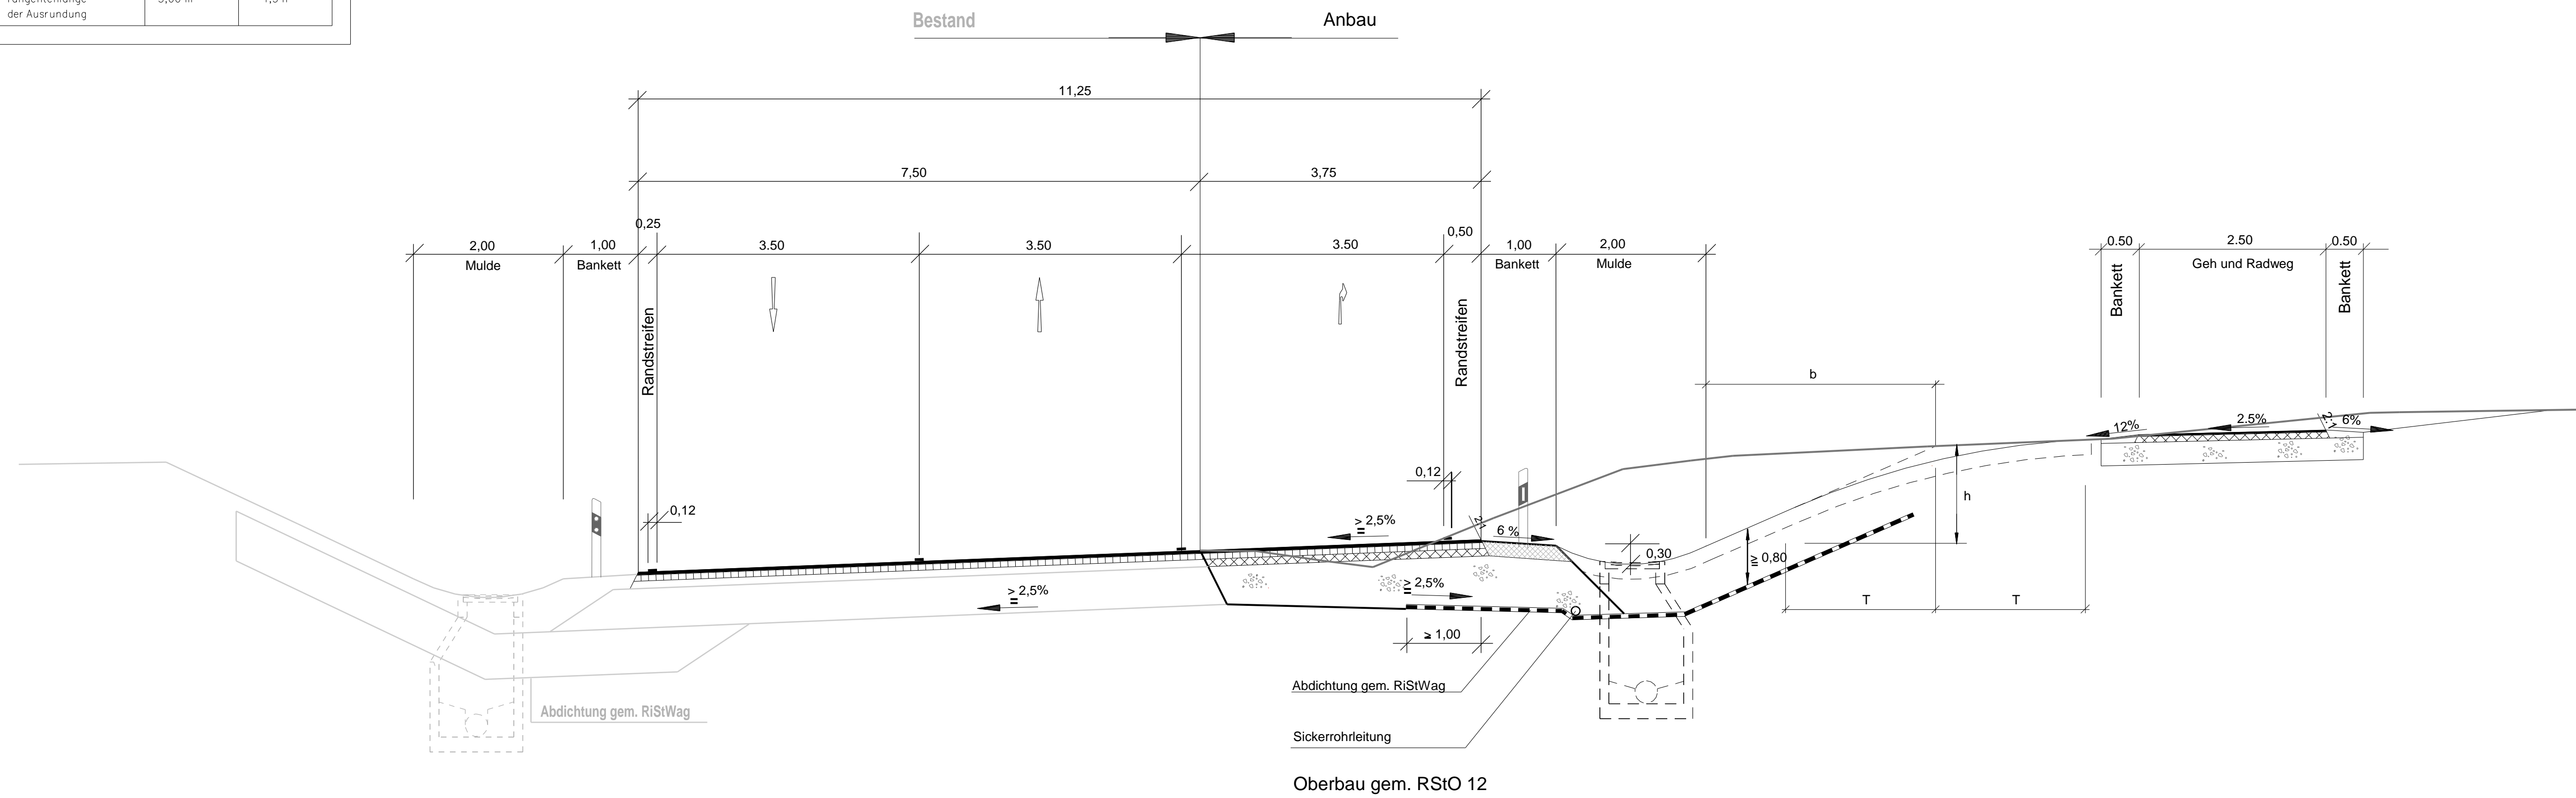 der Ausrundung
Bestand
Anbau
11,25
7,50
3,75
0,25
2,00
1,00
3.50
3.50
3.50
0,50
1,00
2,00
Mulde
Bankett
Bankett
Mulde
0.50
2.50
0.50
Geh und Radweg
Bankett
Bankett
Randstreifen
Randstreifen
b
12%
2.5%
2:1
6%
0,12
0,12
≥ 2,5%
2:1
6 %
h
0,30
≥ 0,80
≥ 2,5%
≥ 2,5%
T
T
≥ 1,00
Abdichtung gem. RiStWag
Abdichtung gem. RiStWag
Sickerrohrleitung
Oberbau gem. RStO 12